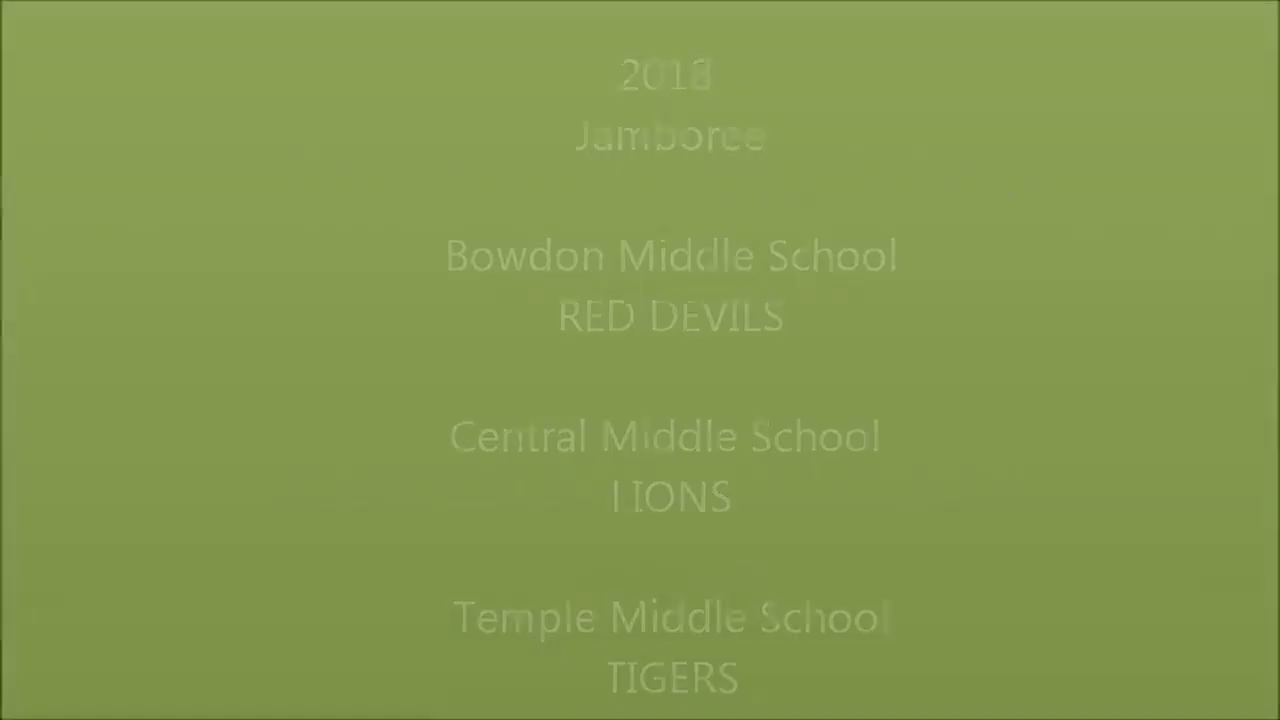 2018
Jamboree
Bowdon Middle School
RED DEVILS
Central Middle School
LIONS
Temple Middle School
TIGERS